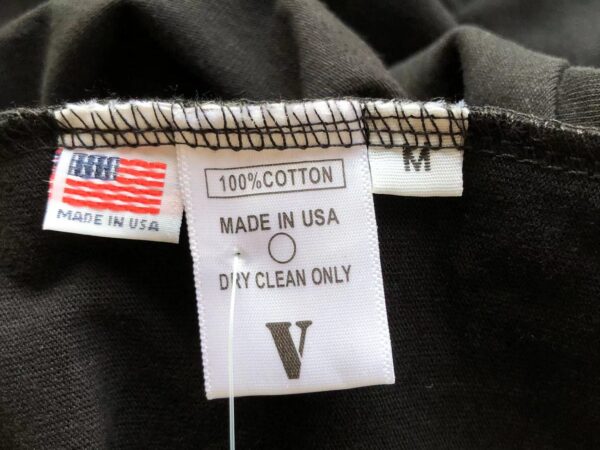 MADE IN USA
100%COTTON
MADE IN USA
DRY CLEAN ONLY
V
M